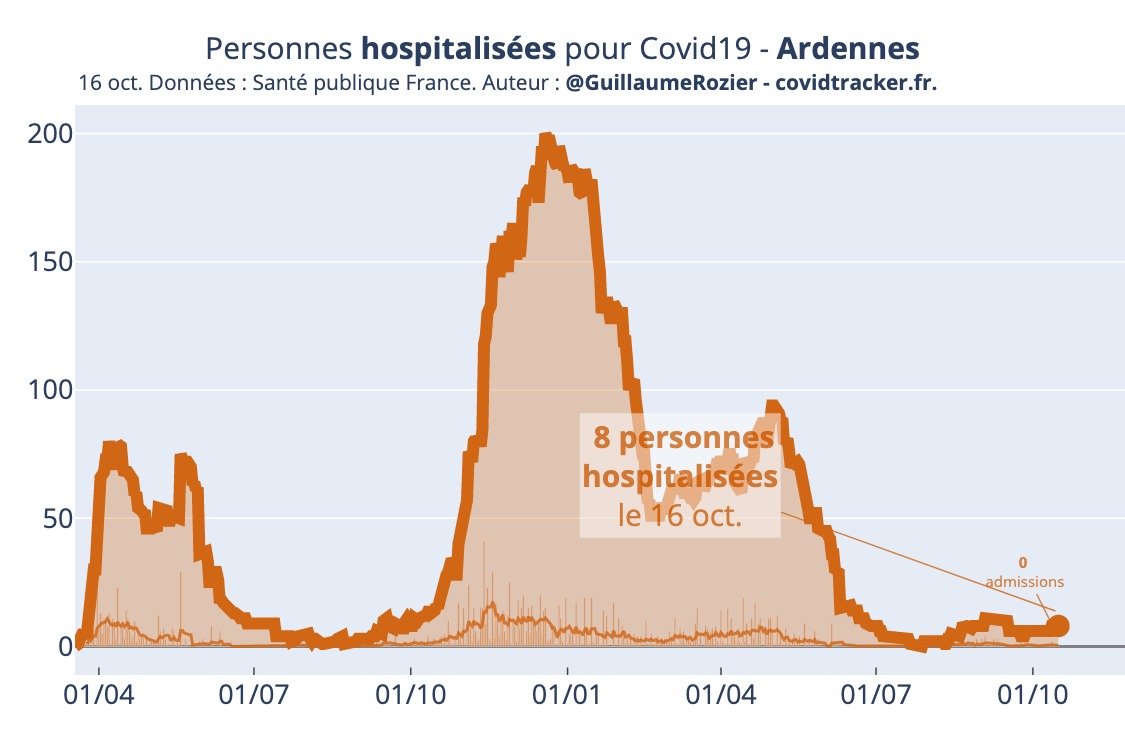 Personnes hospitalisées pour Covid19 - Ardennes
16 oct. Données : Santé publique France. Auteur : @GuillaumeRozier - covidtracker.fr.
200
150
100
50
0
8 personnes
hospitalisées
le 16 oct.
0
admissions
01/04
01/07
01/10
01/01
01/04
01/07
01/10